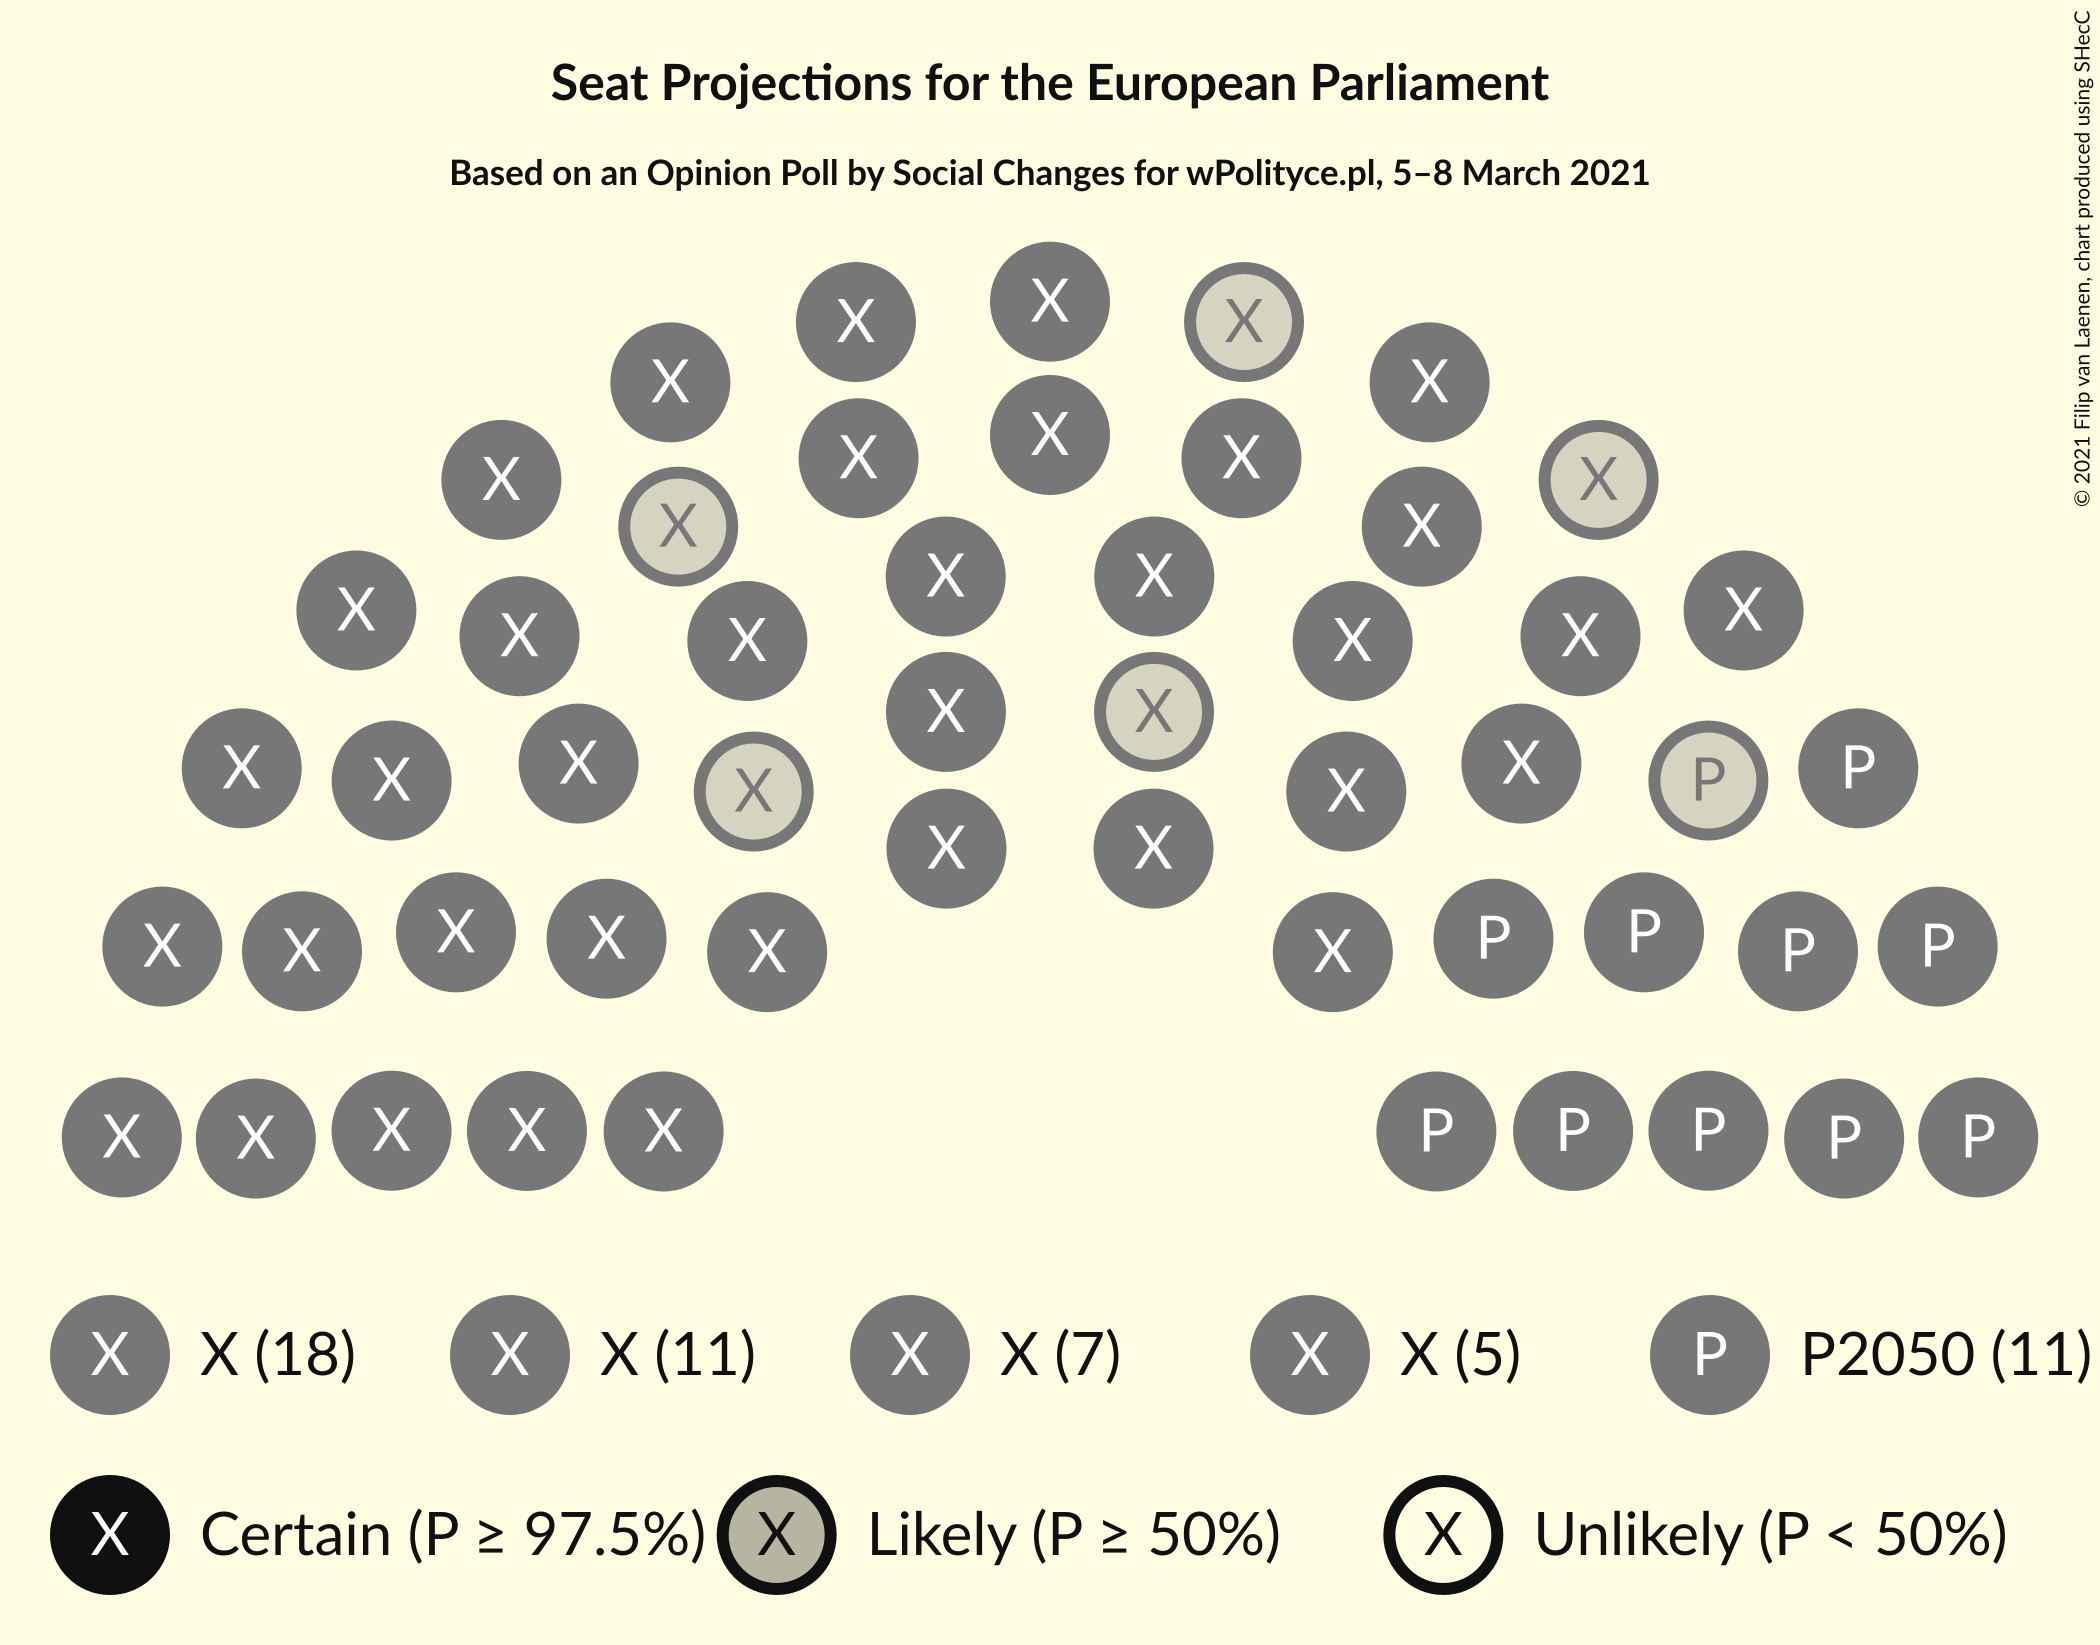 Seat Projections for the European Parliament
Based on an Opinion Poll by Social Changes for wPolityce.pl, 5–8 March 2021
© 2021 Filip van Laenen, chart produced using SHecC
X
X X
X X
X X X
X X
X X
X X
X X X
X X X X
X X
X X X
X X X X
X X P P
X X
X X X X X
X P P P P
X X X X X P P P P P
X X (18) X X (11) X X (7) X X (5) P P2050 (11)
X Certain (P ≥ 97.5%) X Likely (P ≥ 50%) X Unlikely (P < 50%)